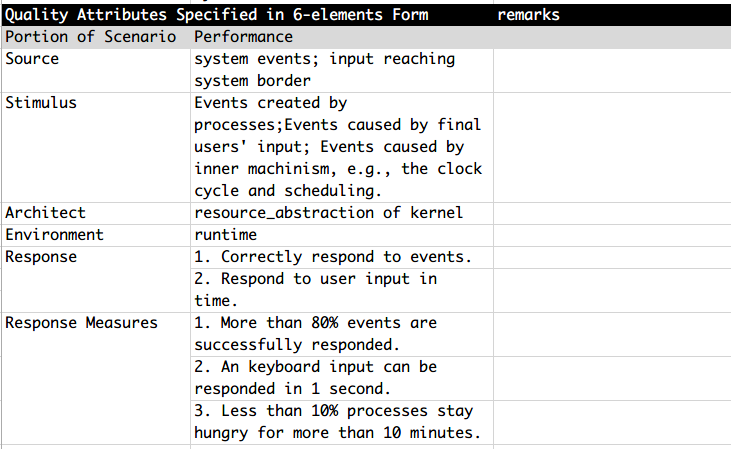 Quality Attributes Specified in 6-elements Form remarks
Portion of Scenario Performance
Source system events; input reaching
system border
Stimulus Events created by
processes;Events caused by final
users' input; Events caused by
inner machinism, e.g., the clock
cycle and scheduling.
Architect resource_abstraction of kernel
Environment runtime
Response 1. Correctly respond to events.
2. Respond to user input in
time.
Response Measures 1. More than 80% events are
successfully responded.
2. An keyboard input can be
responded in 1 second.
3. Less than 10% processes stay
hungry for more than 10 minutes.